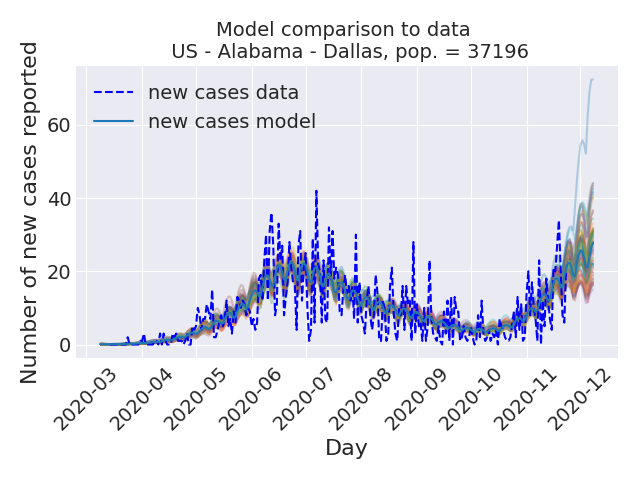 Model comparison to data
US - Alabama - Dallas, pop. = 37196
Number of new cases reported
60
40
20
0
new cases data
new cases model
2020-03
2020-04
2020-05
2020-06
2020-07
2020-08
2020-09
2020-10
2020-11
2020-12
Day